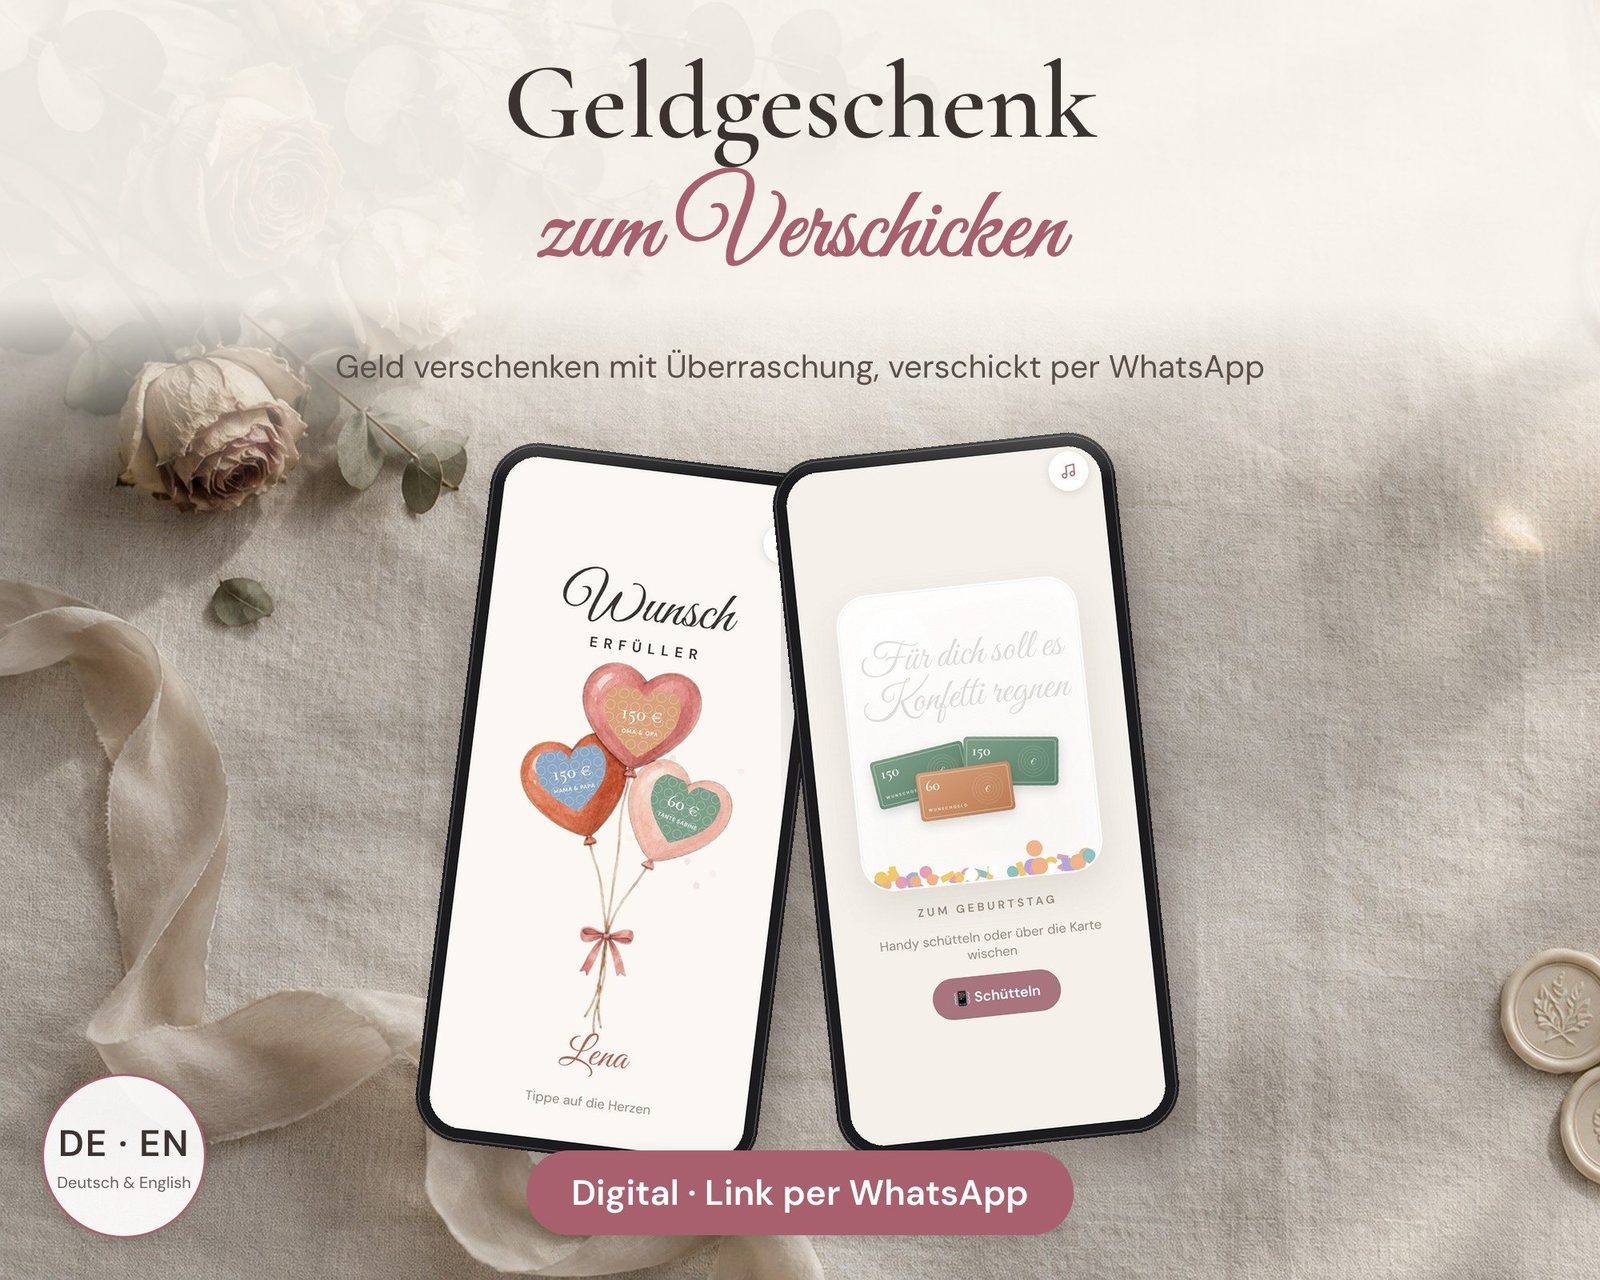 Geldgeschenk
zum Verschicken
Geld verschenken mit Überraschung, verschickt per WhatsApp
Wunsch
ERFÜLLER
150 €
OMA & OPA
150 €
MAMA & PAPA
60 €
TANTE SABINE
Lena
Tippe auf die Herzen
Für dich soll es
Konfetti regnen
150
€
WUNSCHGELD
150
€
60
€
WUNSCHGELD
ZUM GEBURTSTAG
Handy schütteln oder über die Karte
wischen
Schütteln
DE · EN
Deutsch & English
Digital · Link per WhatsApp